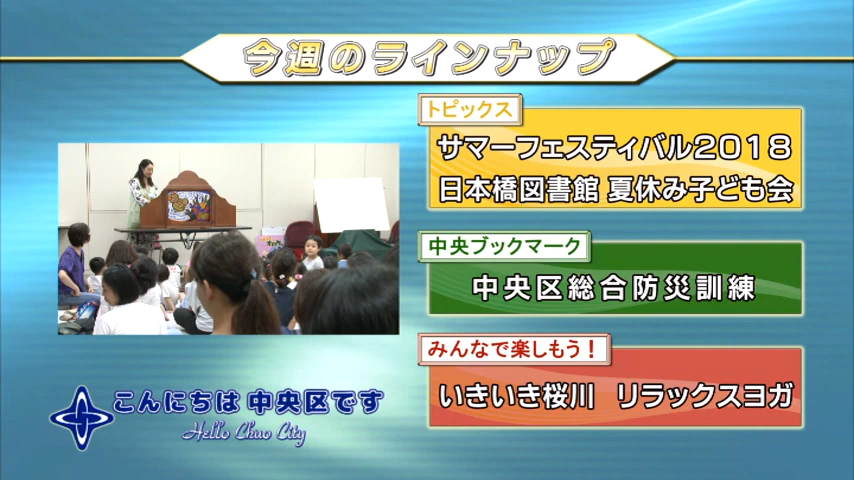 今週のラインナップ
トピックス
サマーフェスティバル2018
日本橋図書館 夏休み子ども会
中央ブックマーク
中央区総合防災訓練
みんなで楽しもう！
いきいき桜川 リラックスヨガ
こんにちは 中央区です
Hello Chuo City